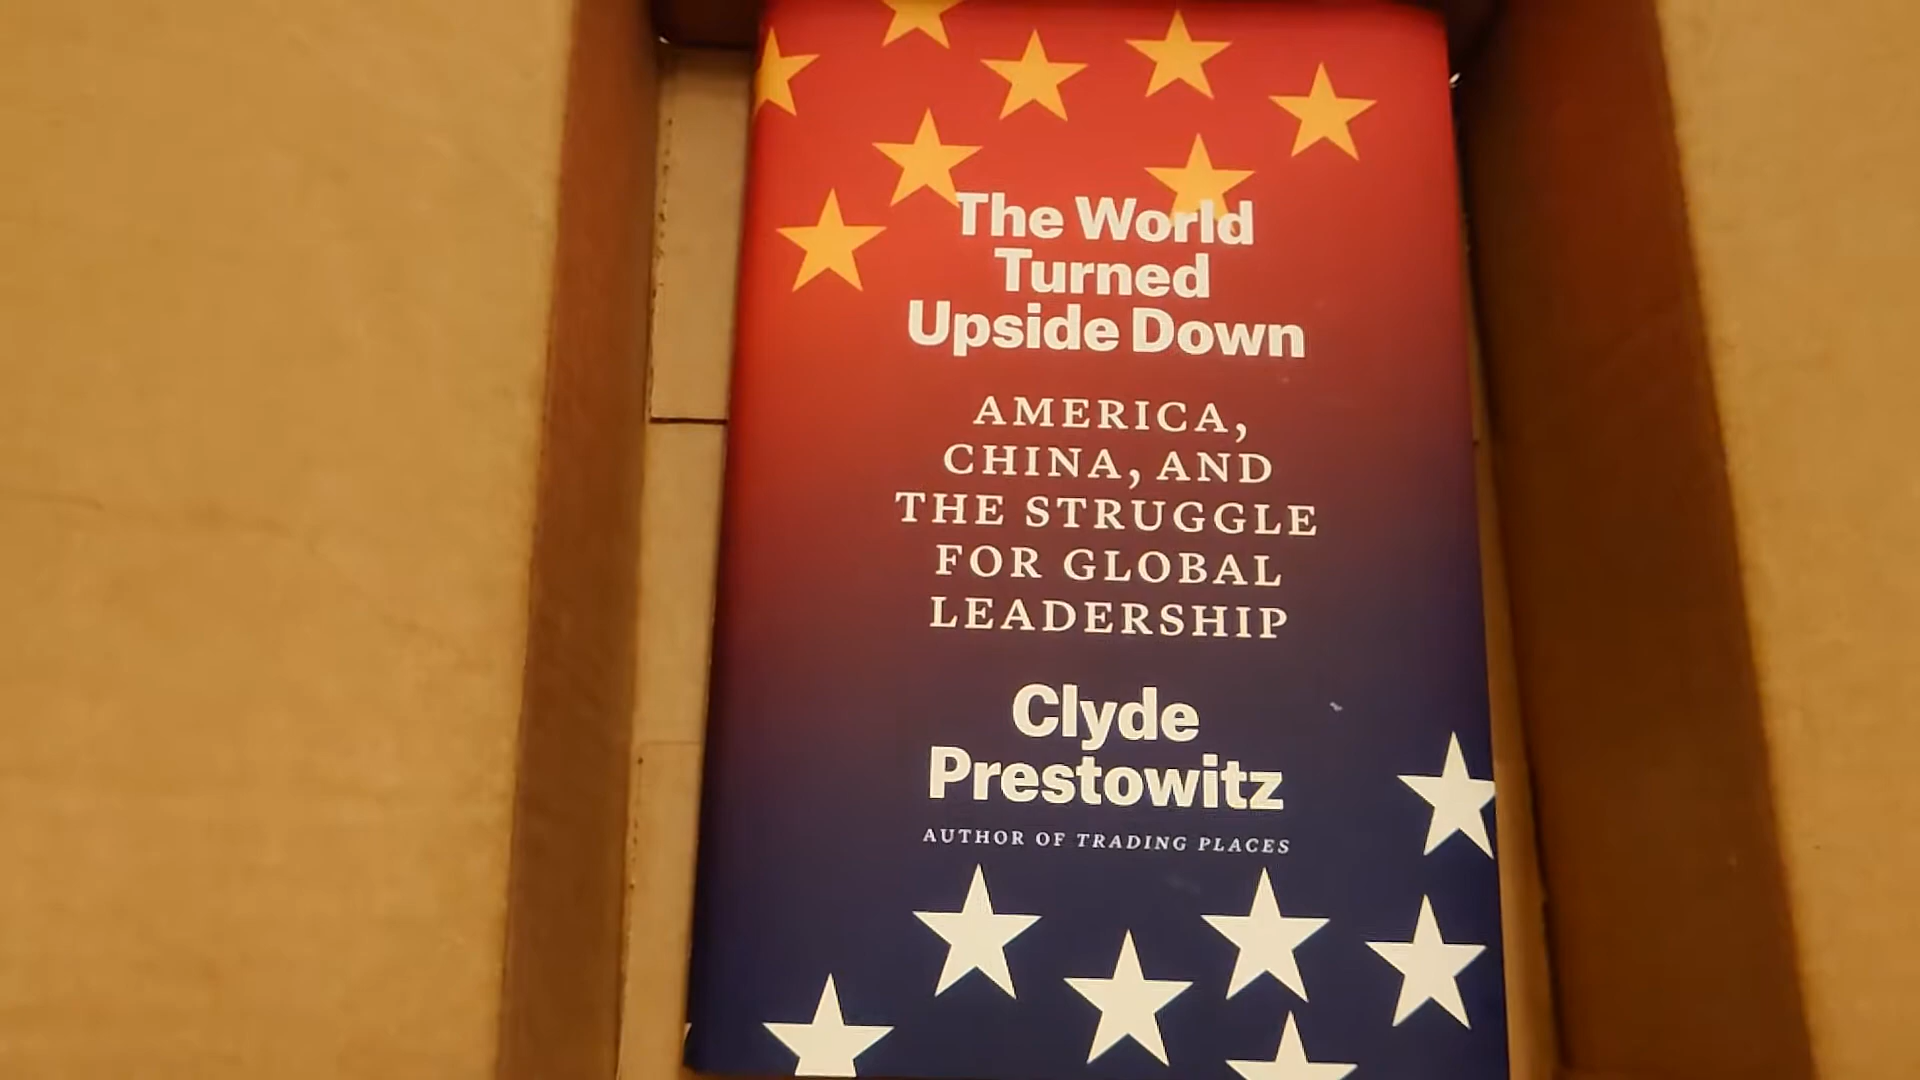 The World
Turned
Upside Down
AMERICA,
CHINA, AND
THE STRUGGLE
FOR GLOBAL
LEADERSHIP
Clyde
Prestowitz
AUTHOR OF TRADING PLACES